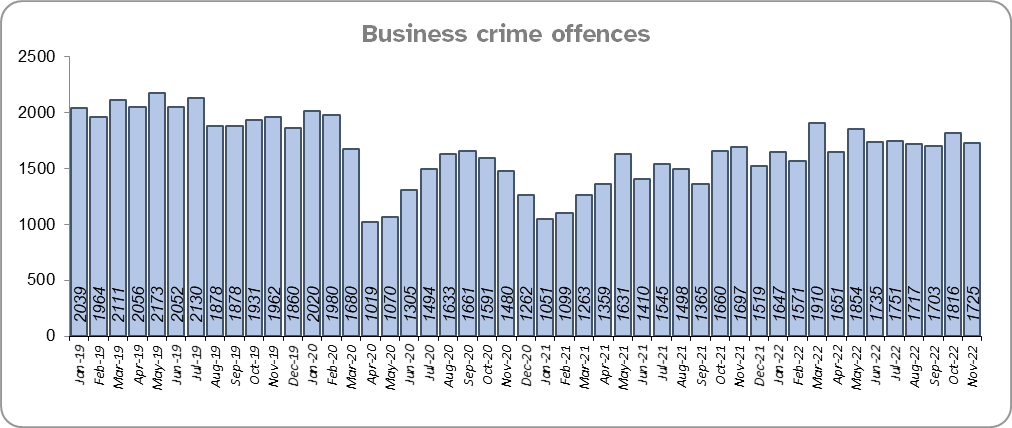 Business crime offences
2500
2000
1500
1000
500
0
2039
1964
2111
2056
2173
2052
2130
1878
1878
1931
1962
1860
2020
1980
1680
1019
1070
1305
1494
1633
1661
1591
1480
1262
1051
1099
1263
1359
1631
1410
1545
1498
1365
1660
1697
1519
1647
1571
1910
1651
1854
1735
1751
1717
1703
1816
1725
Jan-19
Feb-19
Mar-19
Apr-19
May-19
Jun-19
Jul-19
Aug-19
Sep-19
Oct-19
Nov-19
Dec-19
Jan-20
Feb-20
Mar-20
Apr-20
May-20
Jun-20
Jul-20
Aug-20
Sep-20
Oct-20
Nov-20
Dec-20
Jan-21
Feb-21
Mar-21
Apr-21
May-21
Jun-21
Jul-21
Aug-21
Sep-21
Oct-21
Nov-21
Dec-21
Jan-22
Feb-22
Mar-22
Apr-22
May-22
Jun-22
Jul-22
Aug-22
Sep-22
Oct-22
Nov-22